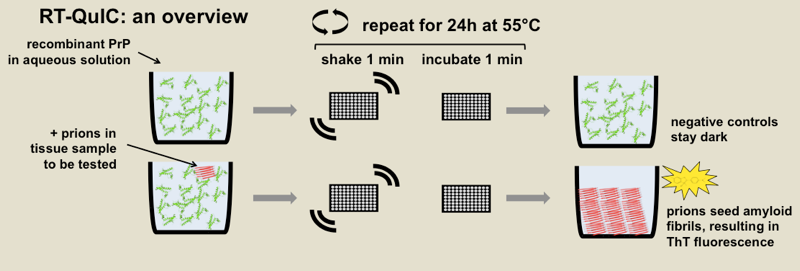 RT-QuIC: an overview
repeat for 24h at 55°C
recombinant PrP
in aqueous solution
shake 1 min
incubate 1 min
negative controls
stay dark
+ prions in
tissue sample
to be tested
prions seed amyloid
fibrils, resulting in
ThT fluorescence